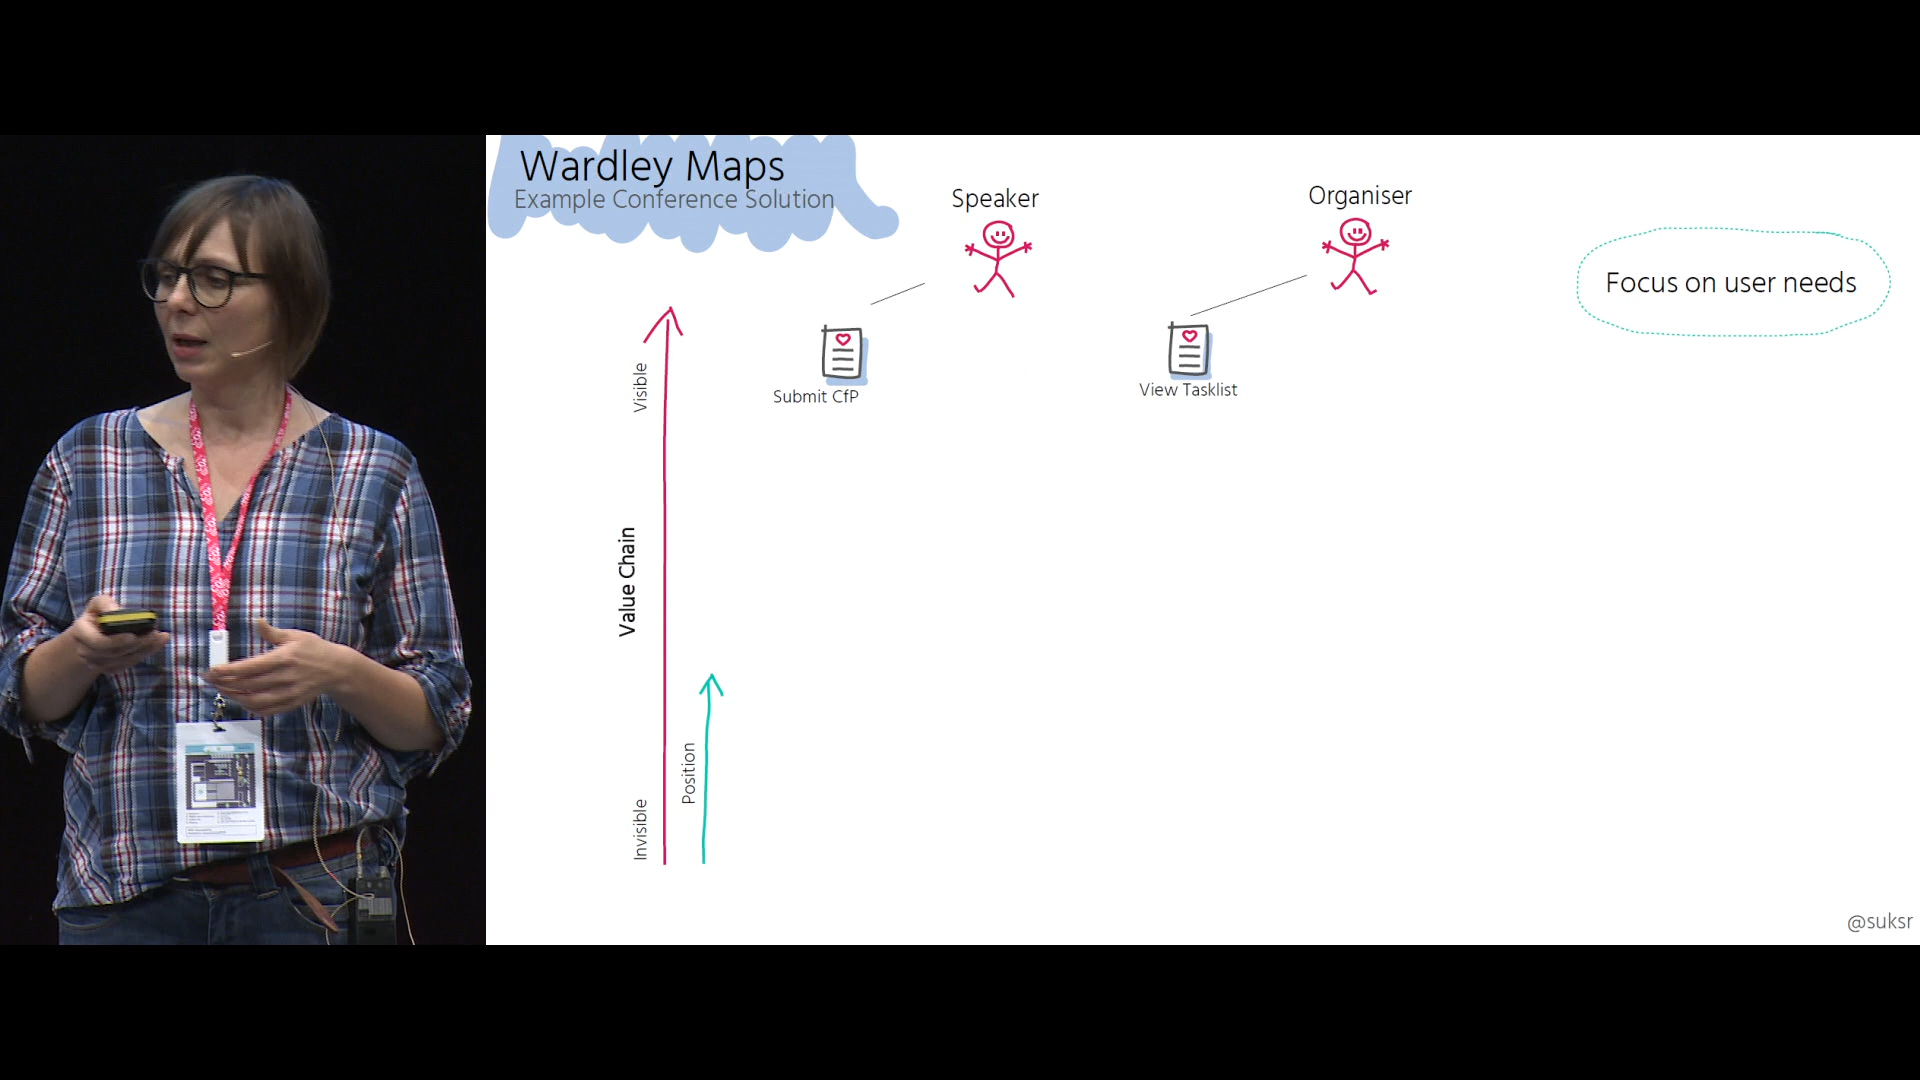 Wardley Maps
Example Conference Solution
Speaker
Organiser
Focus on user needs
Submit CfP
View Tasklist
Visible
Value Chain
Invisible
Position
@suksr